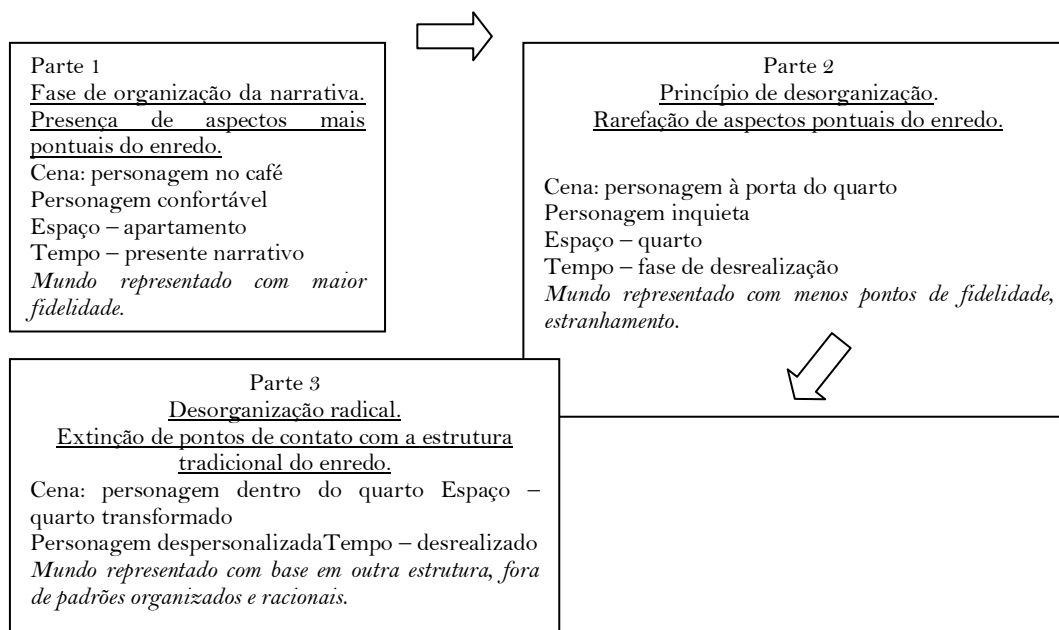 Parte 1
Fase de organização da narrativa.
Presença de aspectos mais
pontuais do enredo.
Cena: personagem no café
Personagem confortável
Espaço – apartamento
Tempo – presente narrativo
Mundo representado com maior
fidelidade.
Parte 2
Princípio de desorganização.
Rarefação de aspectos pontuais do enredo.
Cena: personagem à porta do quarto
Personagem inquieta
Espaço – quarto
Tempo – fase de desrealização
Mundo representado com menos pontos de fidelidade,
estranhamento.
Parte 3
Desorganização radical.
Extinção de pontos de contato com a estrutura
tradicional do enredo.
Cena: personagem dentro do quarto Espaço –
quarto transformado
Personagem despersonalizadaTempo – desrealizado
Mundo representado com base em outra estrutura, fora
de padrões organizados e racionais.